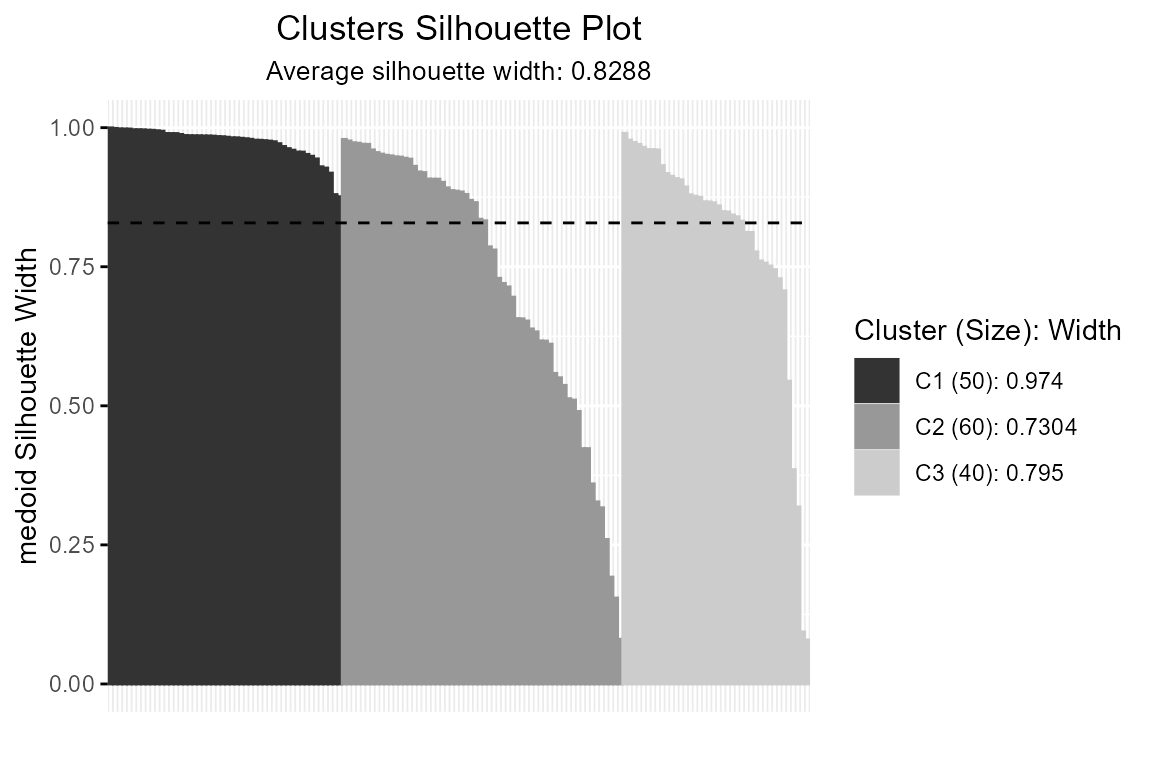 Clusters Silhouette Plot
Average silhouette width: 0.8288
medoid Silhouette Width
1.00
0.75
0.50
0.25
0.00
Cluster (Size): Width
C1 (50): 0.974
C2 (60): 0.7304
C3 (40): 0.795